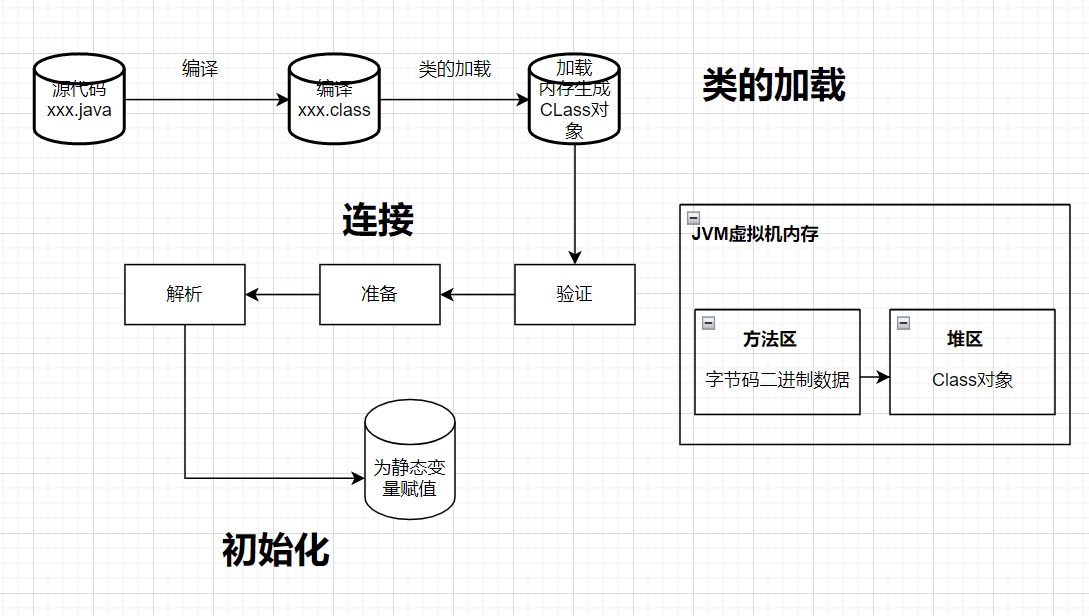 编译
类的加载
源代码
xxx.java
编译
xxx.class
加载
内存生成
CLass对
象
类的加载
连接
JVM虚拟机内存
解析
准备
验证
方法区
字节码二进制数据
堆区
Class对象
为静态变
量赋值
初始化